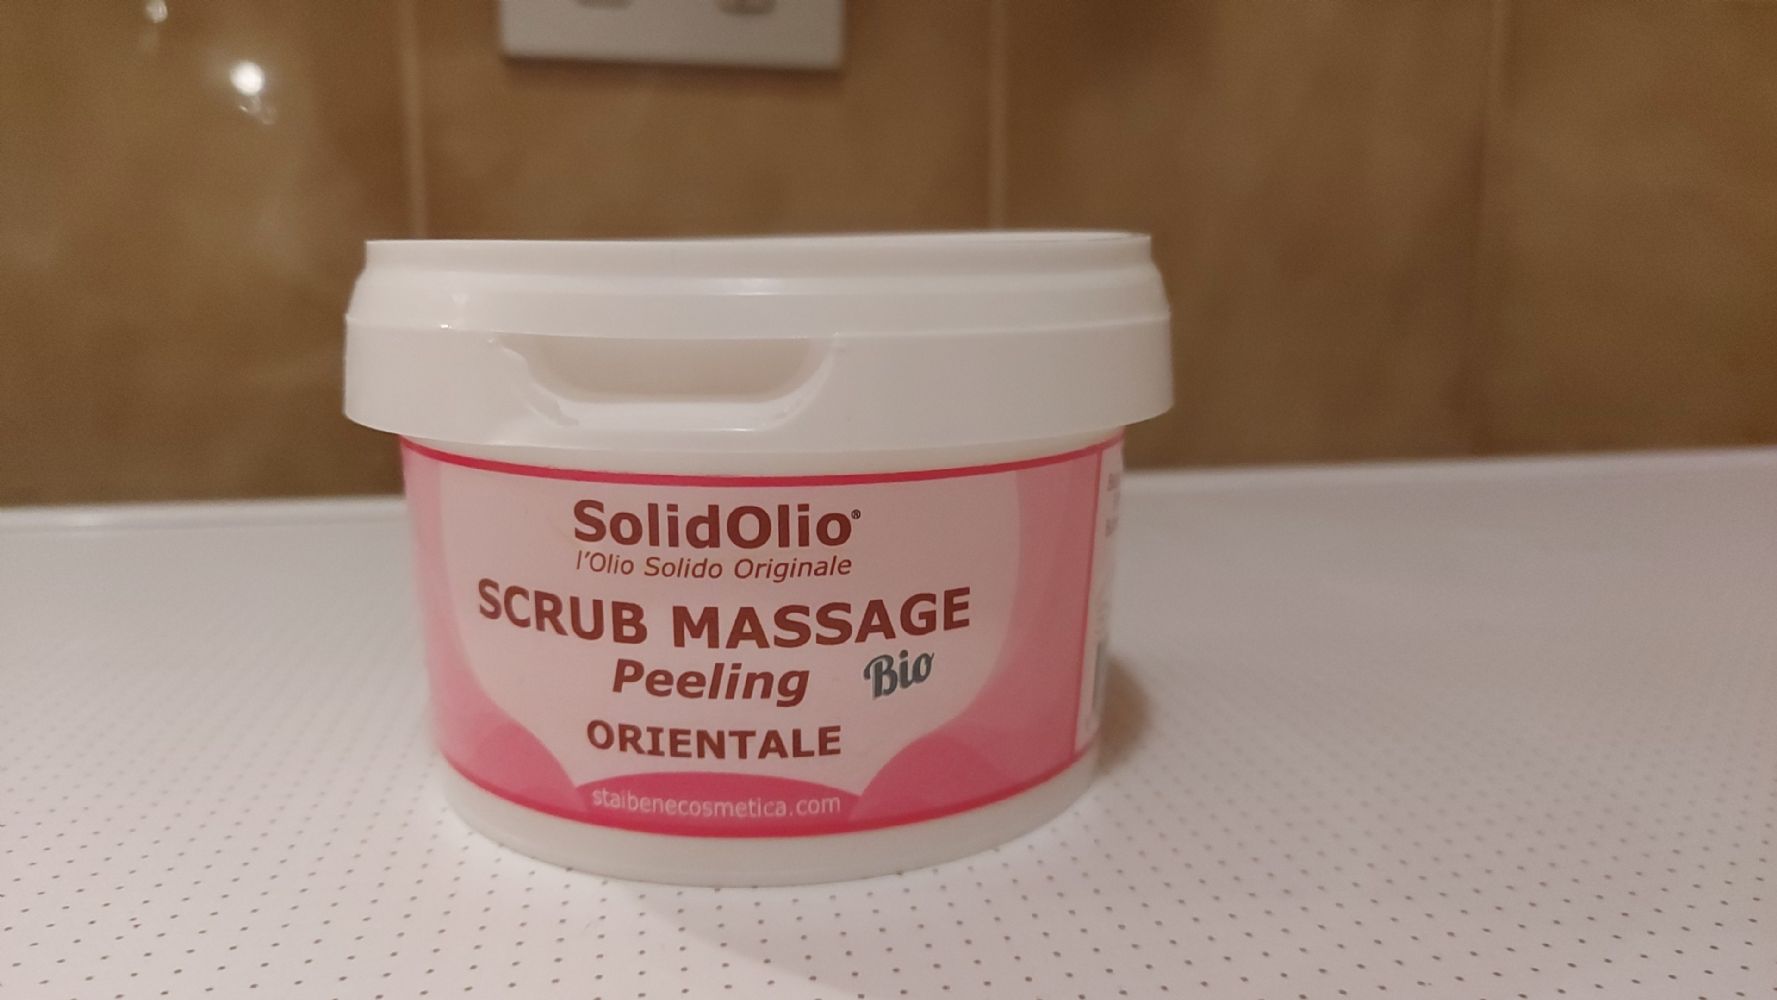 SolidOlio®
l'Olio Solido Originale
SCRUB MASSAGE
Peeling Bio
ORIENTALE
staibenecosmetica.com